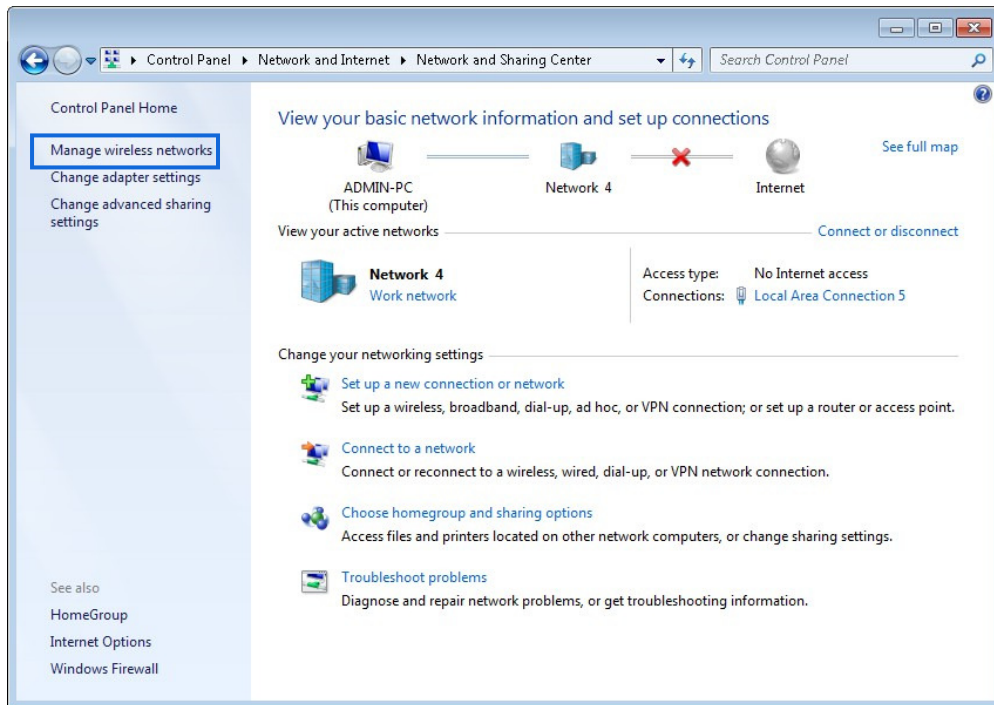 Control Panel
Network and Internet
Network and Sharing Center
Search Control Panel
Control Panel Home
Manage wireless networks
Change adapter settings
Change advanced sharing
settings
See also
HomeGroup
Internet Options
Windows Firewall
View your basic network information and set up connections
See full map
ADMIN-PC
(This computer)
Network 4
Internet
View your active networks
Connect or disconnect
Network 4
Work network
Access type: No Internet access
Connections: Local Area Connection 5
Change your networking settings
Set up a new connection or network
Set up a wireless, broadband, dial-up, ad hoc, or VPN connection; or set up a router or access point.
Connect to a network
Connect or reconnect to a wireless, wired, dial-up, or VPN network connection.
Choose homegroup and sharing options
Access files and printers located on other network computers, or change sharing settings.
Troubleshoot problems
Diagnose and repair network problems, or get troubleshooting information.